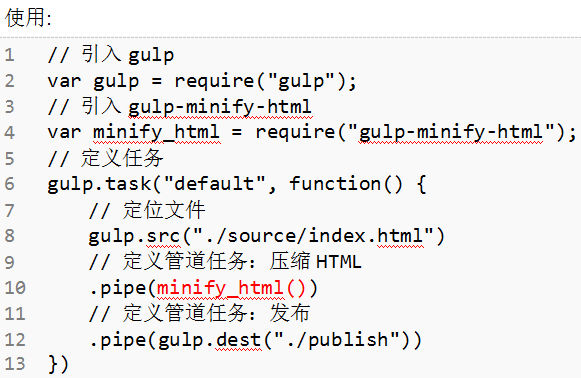 使用:
1 // 引入 gulp
2 var gulp = require("gulp");
3 // 引入 gulp-minify-html
4 var minify_html = require("gulp-minify-html");
5 // 定义任务
6 gulp.task("default", function() {
7 // 定位文件
8 gulp.src("./source/index.html")
9 // 定义管道任务：压缩 HTML
10 .pipe(minify_html())
11 // 定义管道任务：发布
12 .pipe(gulp.dest("./publish"))
13 })